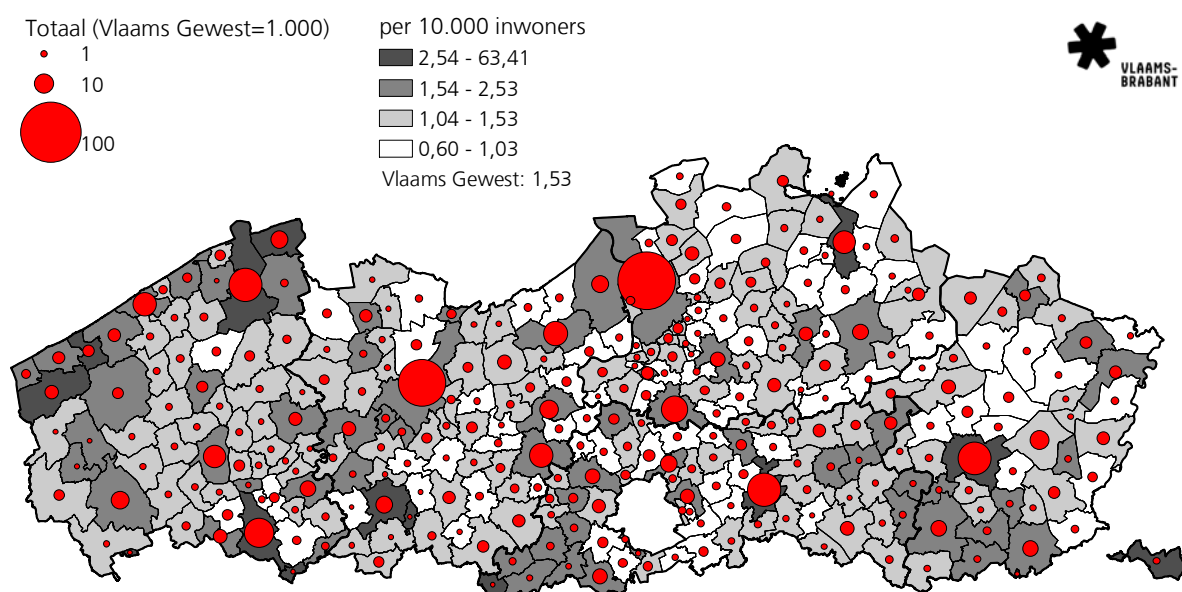 Totaal (Vlaams Gewest=1.000)
1
10
100
per 10.000 inwoners
2,54 - 63,41
1,54 - 2,53
1,04 - 1,53
0,60 - 1,03
Vlaams Gewest: 1,53
VLAAMS-
BRABANT